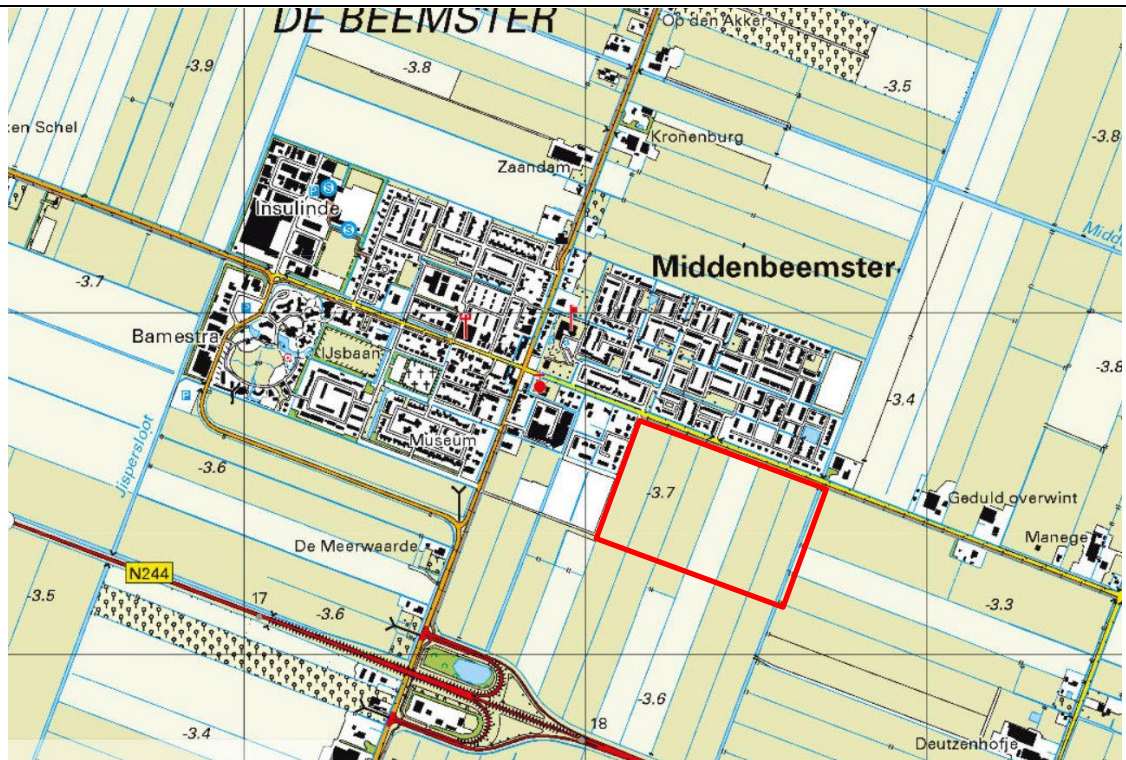 DE BEEMSTER
Op den Akker
-3.9
-3.8
-3.5
zen Schel
Kronenburg
-3.8
Zaandam
P
S
Insulinde
S
Midde
Middenbeemster
-3.7
P
Bamestra
IJsbaan
-3.8
P
-3.4
Museum
Jispersloot
-3.6
-3.7
Geduld overwint
De Meerwaarde
Manege
N244
-3.5
17
-3.6
-3.3
-3.6
18
-3.4
Deutzenhofje